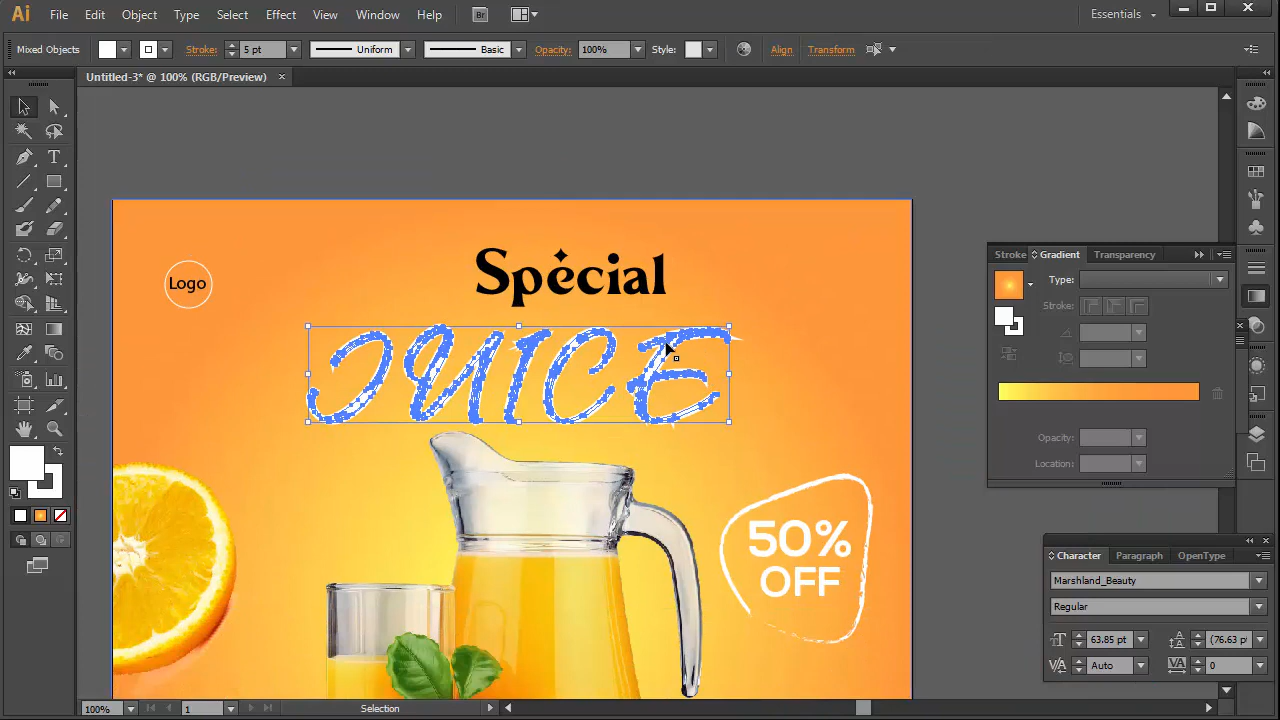 Ai File Edit Object Type Select Effect View Window Help Br Essentials
Mixed Objects Stroke: 5 pt Uniform Basic Opacity: 100% Style: Align Transform
Untitled-3* @ 100% (RGB/Preview)
Special
Logo
JUICE
50%
OFF
Stroke Gradient Transparency
Type:
Stroke:
Opacity:
Location:
Character Paragraph OpenType
Marshland_Beauty
Regular
63.85 pt (76.63 p
Auto 0
100% 1 Selection